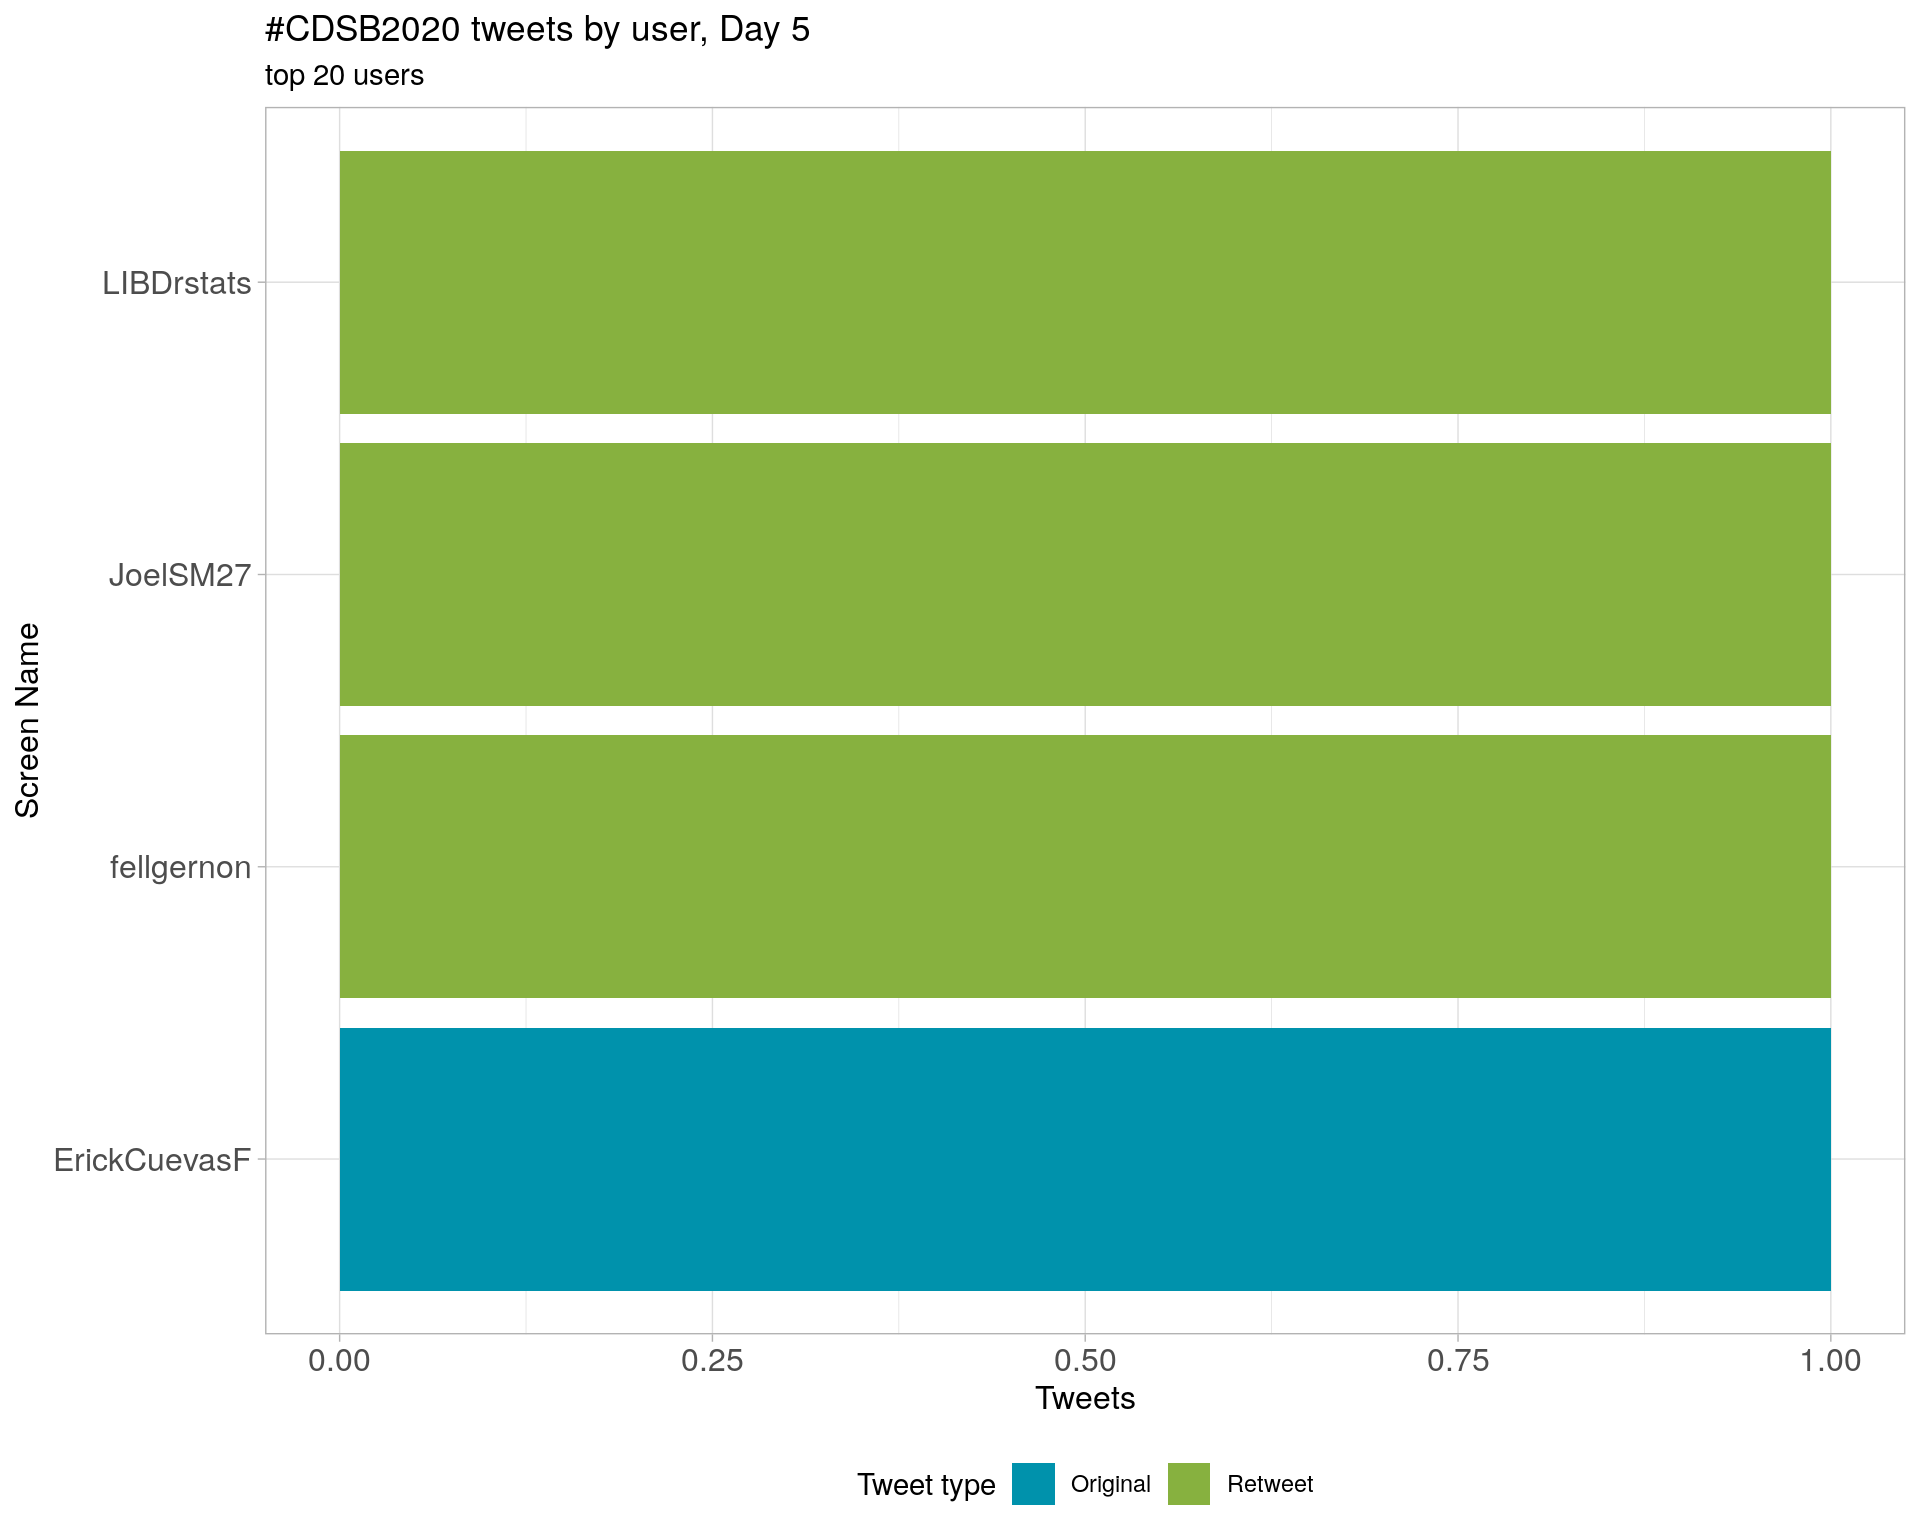 #CDSB2020 tweets by user, Day 5
top 20 users
Screen Name
LIBDrstats
JoelSM27
fellgernon
ErickCuevasF
0.00 0.25 0.50 0.75 1.00
Tweets
Tweet type Original Retweet